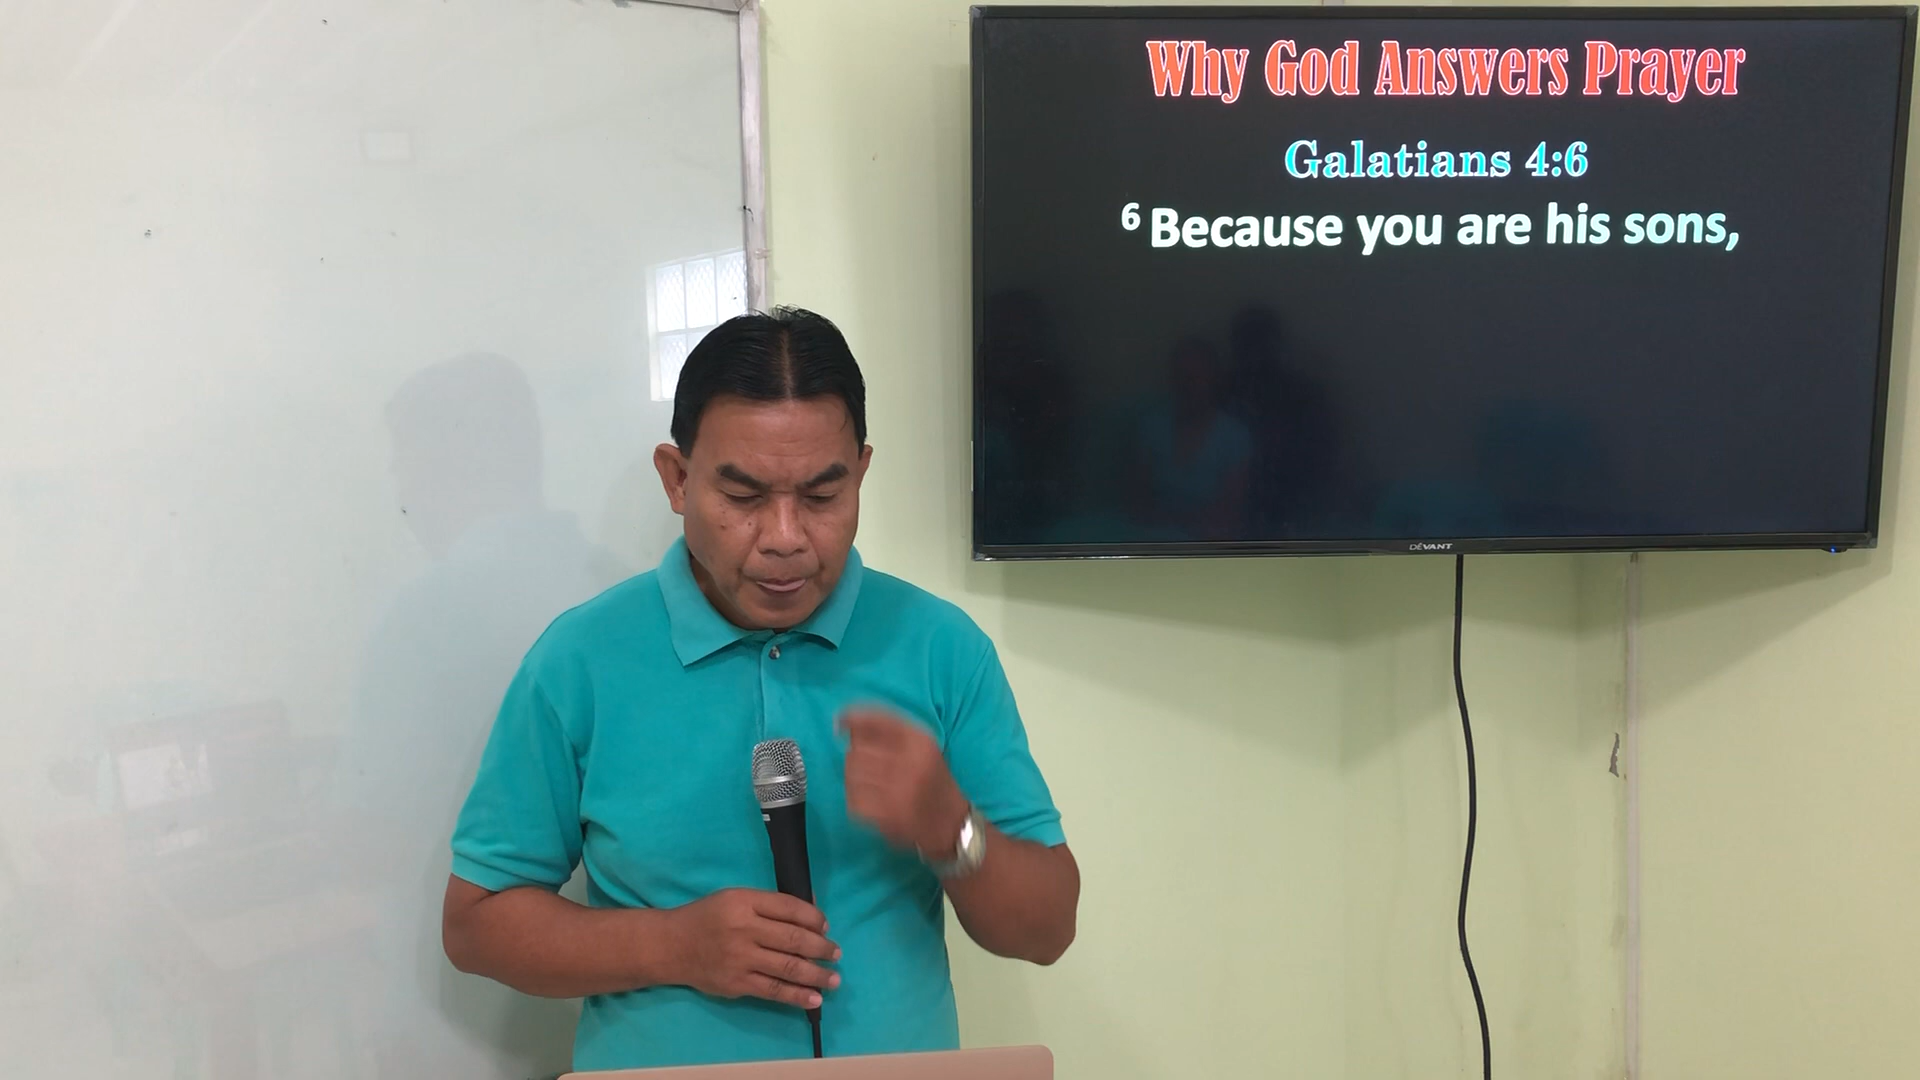 Why God Answers Prayer
Galatians 4:6
6 Because you are his sons,
DEVANT